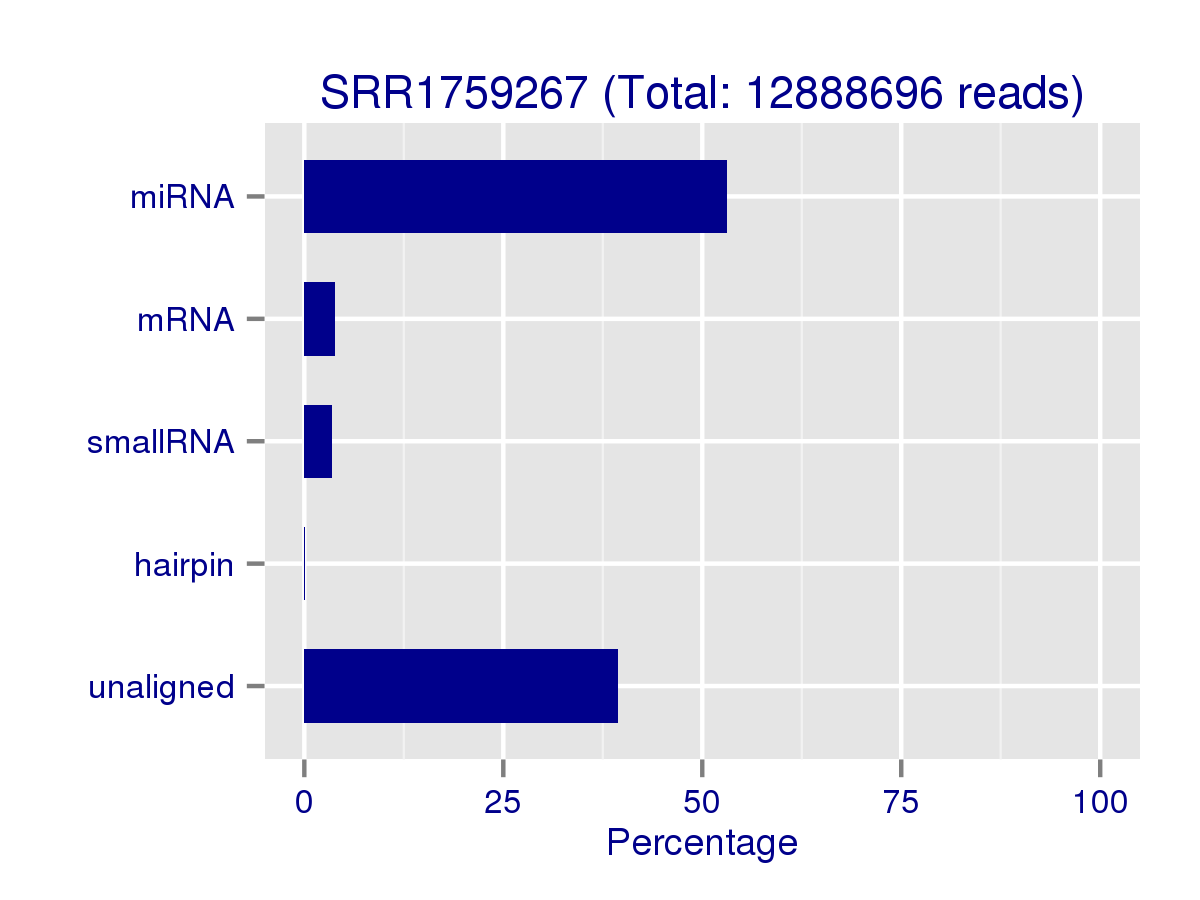 SRR1759267 (Total: 12888696 reads)
miRNA
mRNA
smallRNA
hairpin
unaligned
0 25 50 75 100
Percentage